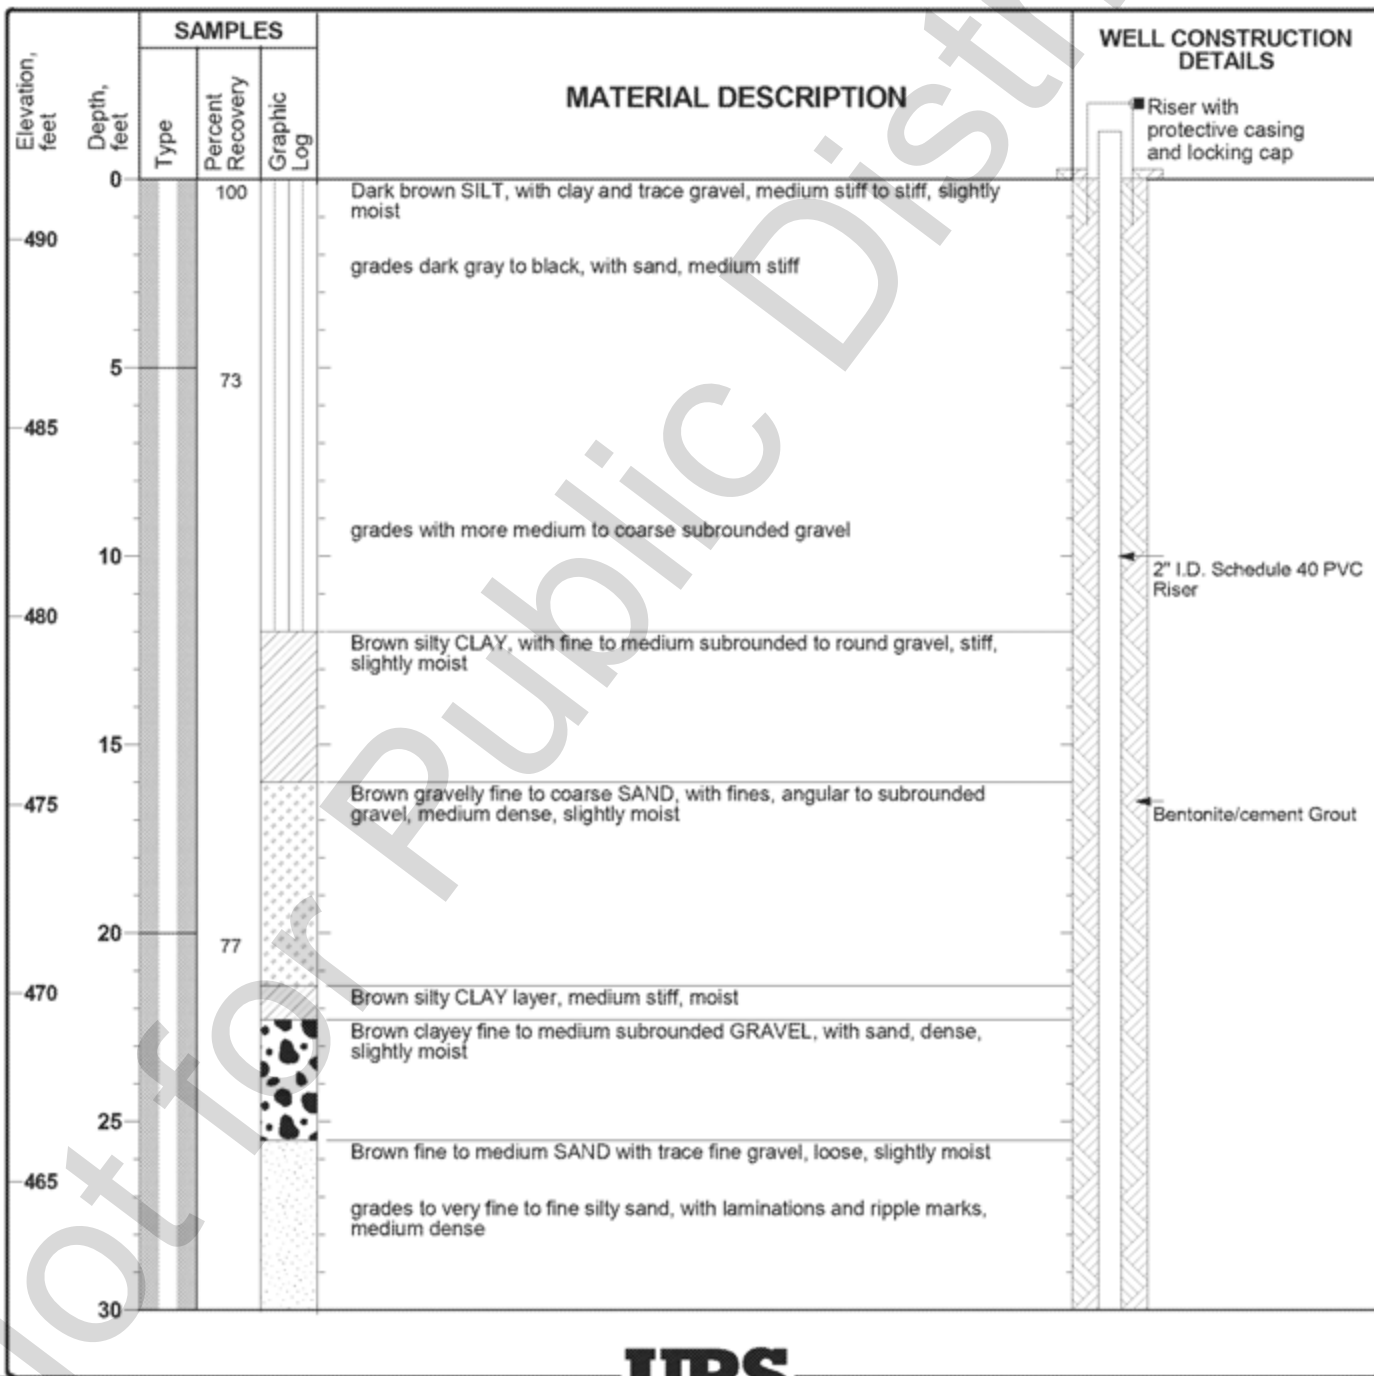 SAMPLES
Elevation,
feet
Depth,
feet
Type
Percent
Recovery
Graphic
Log
MATERIAL DESCRIPTION
WELL CONSTRUCTION
DETAILS
Riser with
protective casing
and locking cap
0
100
Dark brown SILT, with clay and trace gravel, medium stiff to stiff, slightly
moist
490
grades dark gray to black, with sand, medium stiff
5
73
485
grades with more medium to coarse subrounded gravel
10
2" I.D. Schedule 40 PVC
Riser
480
Brown silty CLAY, with fine to medium subrounded to round gravel, stiff,
slightly moist
15
475
Brown gravelly fine to coarse SAND, with fines, angular to subrounded
gravel, medium dense, slightly moist
Bentonite/cement Grout
20
77
470
Brown silty CLAY layer, medium stiff, moist
Brown clayey fine to medium subrounded GRAVEL, with sand, dense,
slightly moist
25
Brown fine to medium SAND with trace fine gravel, loose, slightly moist
465
grades to very fine to fine silty sand, with laminations and ripple marks,
medium dense
30
URS
for Public